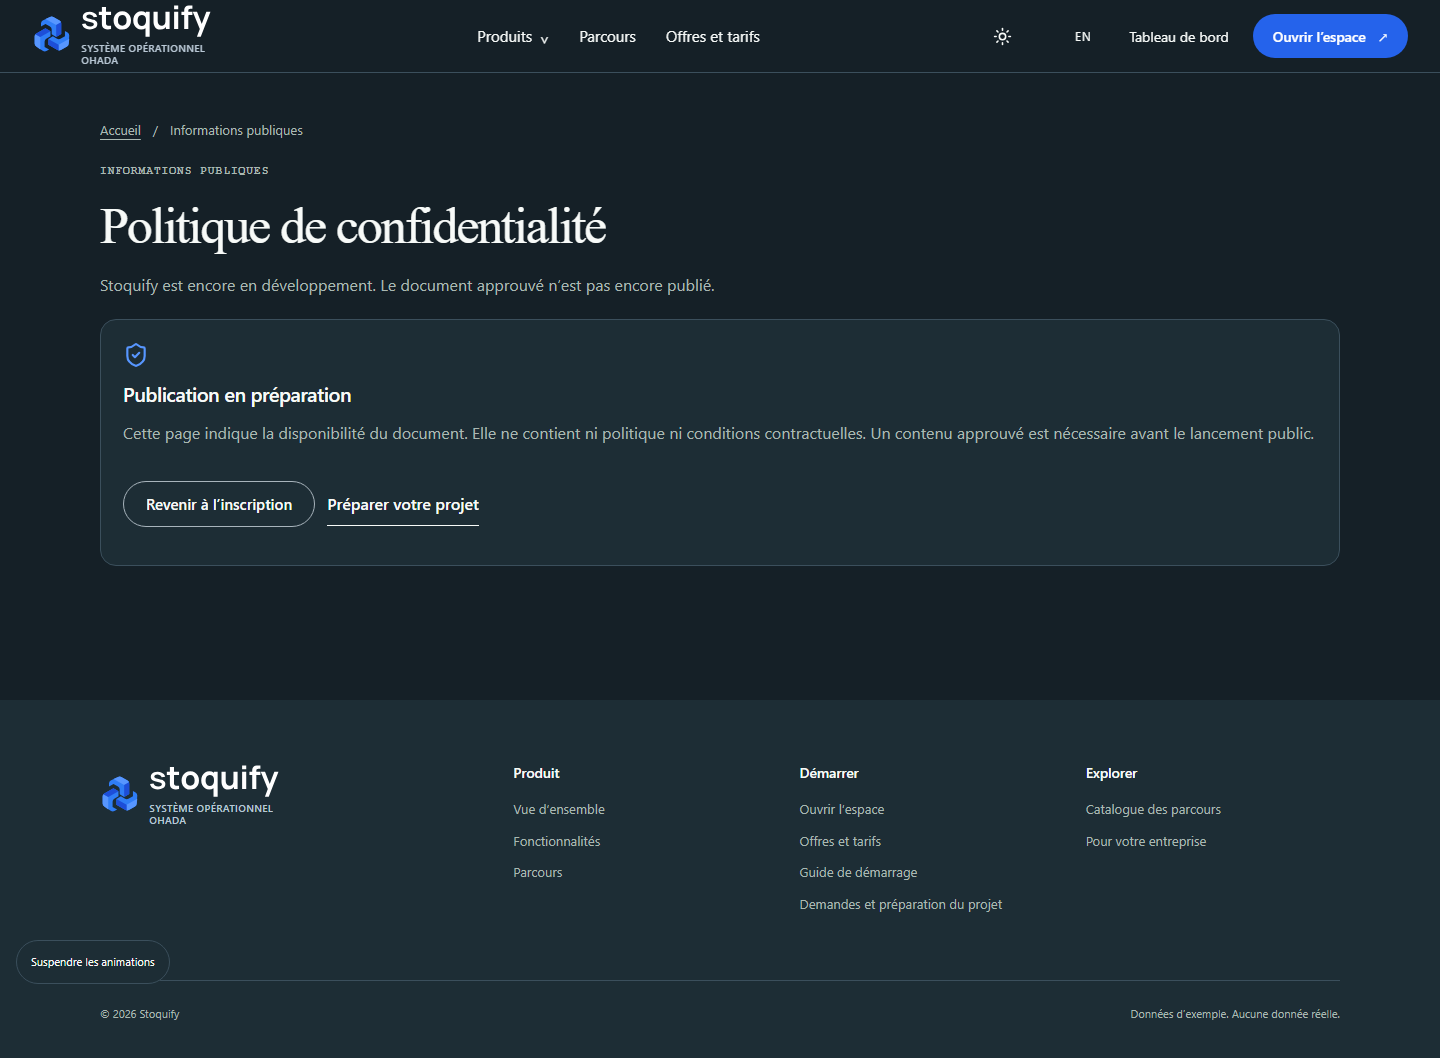 stoquify
SYSTÈME OPÉRATIONNEL
OHADA
Produits
Parcours
Offres et tarifs
EN
Tableau de bord
Ouvrir l’espace ↗
Accueil / Informations publiques
INFORMATIONS PUBLIQUES
Politique de confidentialité
Stoquify est encore en développement. Le document approuvé n’est pas encore publié.
Publication en préparation
Cette page indique la disponibilité du document. Elle ne contient ni politique ni conditions contractuelles. Un contenu approuvé est nécessaire avant le lancement public.
Revenir à l’inscription
Préparer votre projet
stoquify
SYSTÈME OPÉRATIONNEL
OHADA
Produit
Vue d’ensemble
Fonctionnalités
Parcours
Démarrer
Ouvrir l’espace
Offres et tarifs
Guide de démarrage
Demandes et préparation du projet
Explorer
Catalogue des parcours
Pour votre entreprise
Suspendre les animations
© 2026 Stoquify
Données d’exemple. Aucune donnée réelle.